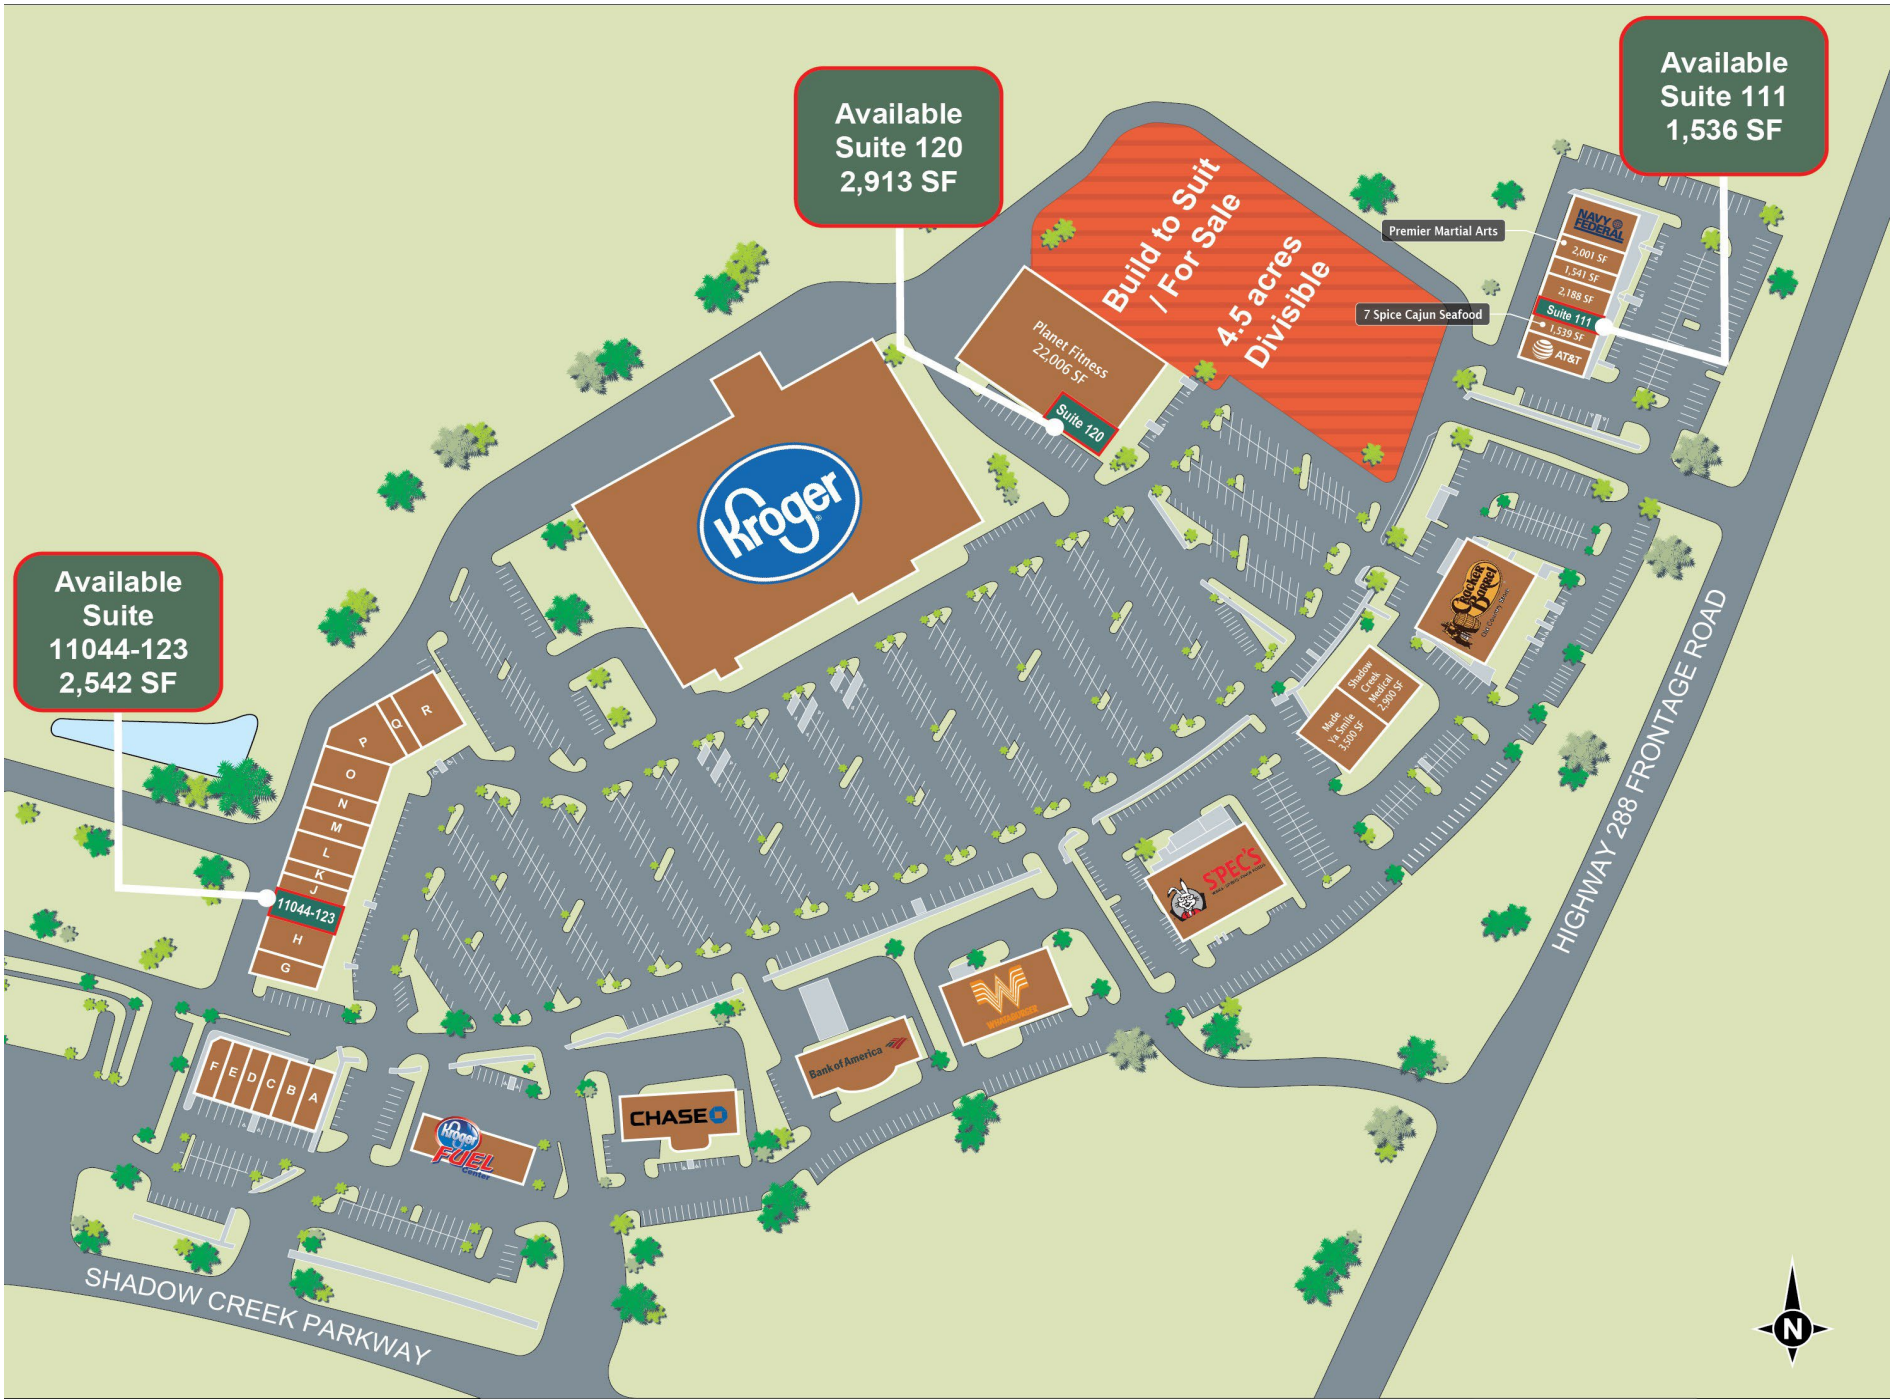 Available
Suite 111
1,536 SF
Available
Suite 120
2,913 SF
Build to Suit
/ For Sale
4.5 acres
Divisible
NAVY
FEDERAL
Premier Martial Arts
2,001 SF
1,541 SF
2,188 SF
7 Spice Cajun Seafood
Suite 111
1,539 SF
AT&T
Planet Fitness
22,006 SF
Suite 120
Kroger
Available
Suite
11044-123
2,542 SF
Cracker
Barrel
Old Country Store
Shadow
Creek
Medical
2,900 SF
Made
Ya Smile
3,500 SF
HIGHWAY 288 FRONTAGE ROAD
R
Q
P
O
N
M
L
K
J
11044-123
H
G
SPEC'S
WHATABURGER
Bank of America
CHASE
F
E
D
C
B
A
Kroger
FUEL
Center
SHADOW CREEK PARKWAY
N